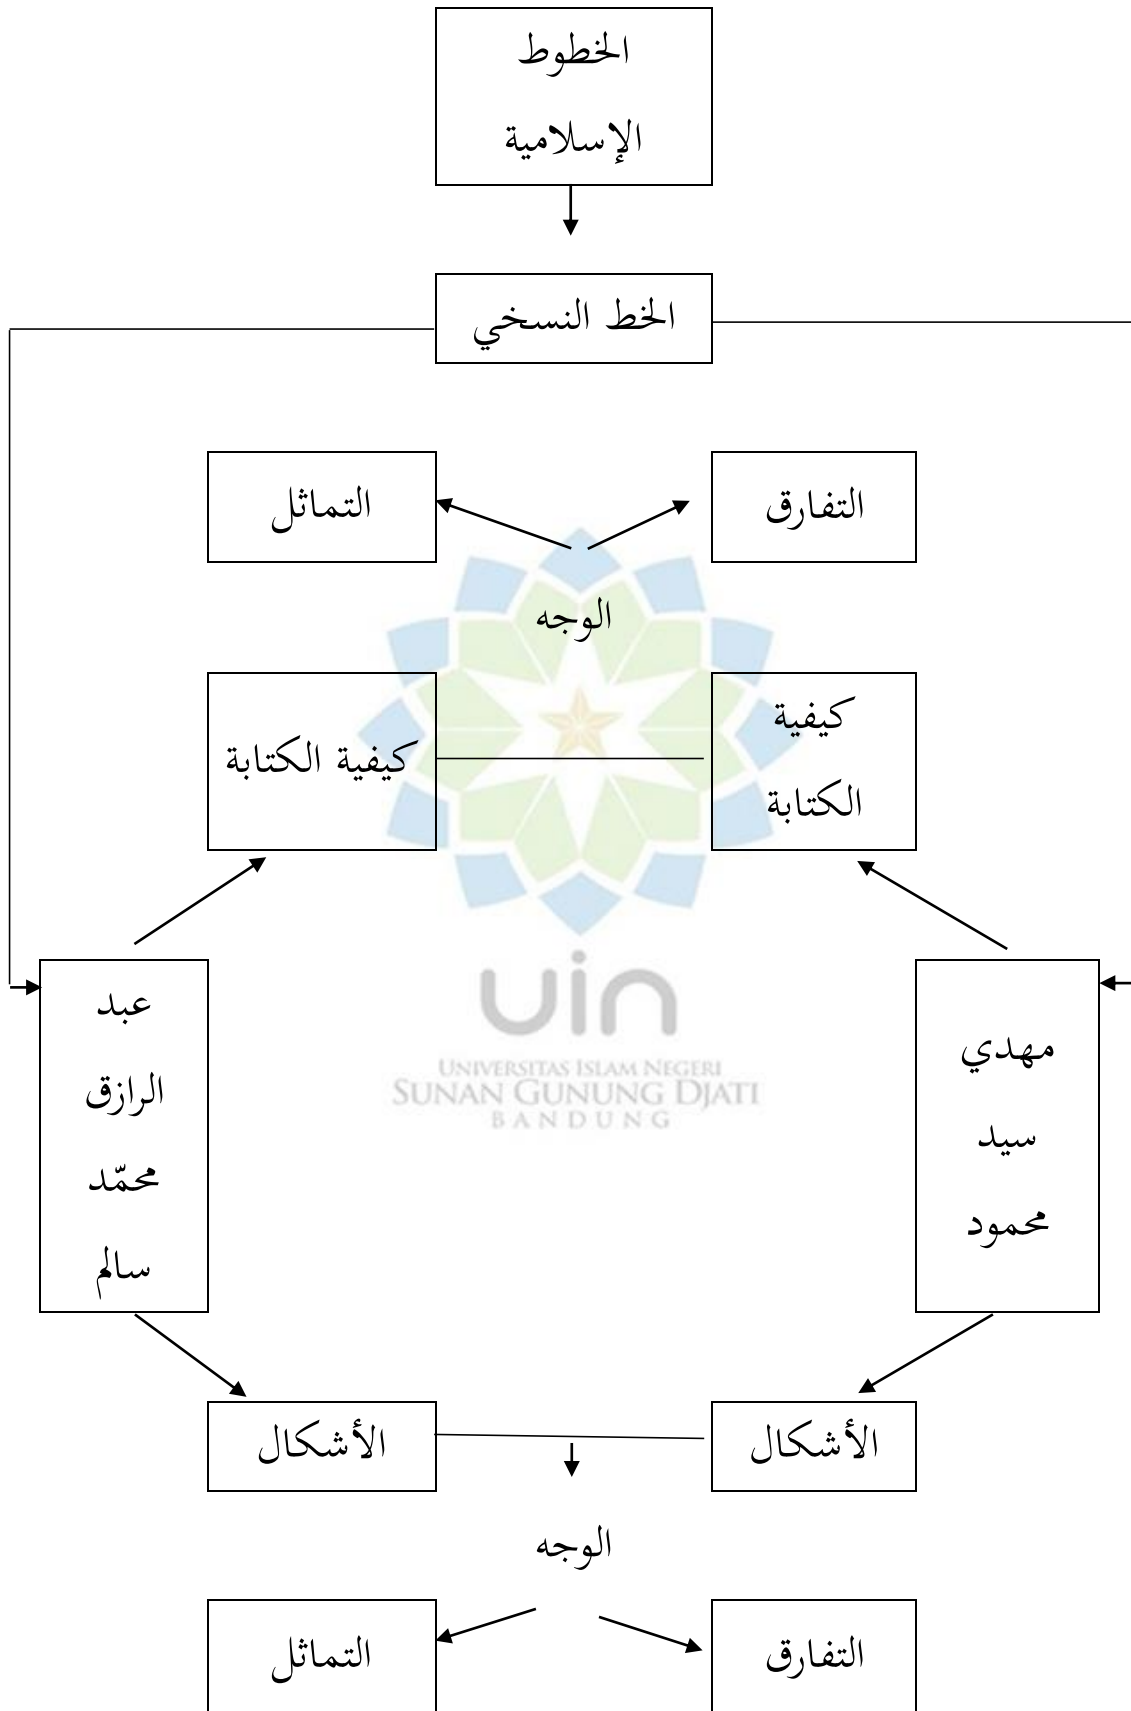 الخطوط
الإسلامية
الخط النسخي
التفارق
التماثل
الوجه
كيفية
الكتابة
كيفية الكتابة
مهدي
سيد
محمود
عبد
الرازق
محمّد
سالم
uin
UNIVERSITAS ISLAM NEGERI
SUNAN GUNUNG DJATI
BANDUNG
الأشكال
الأشكال
الوجه
التفارق
التماثل